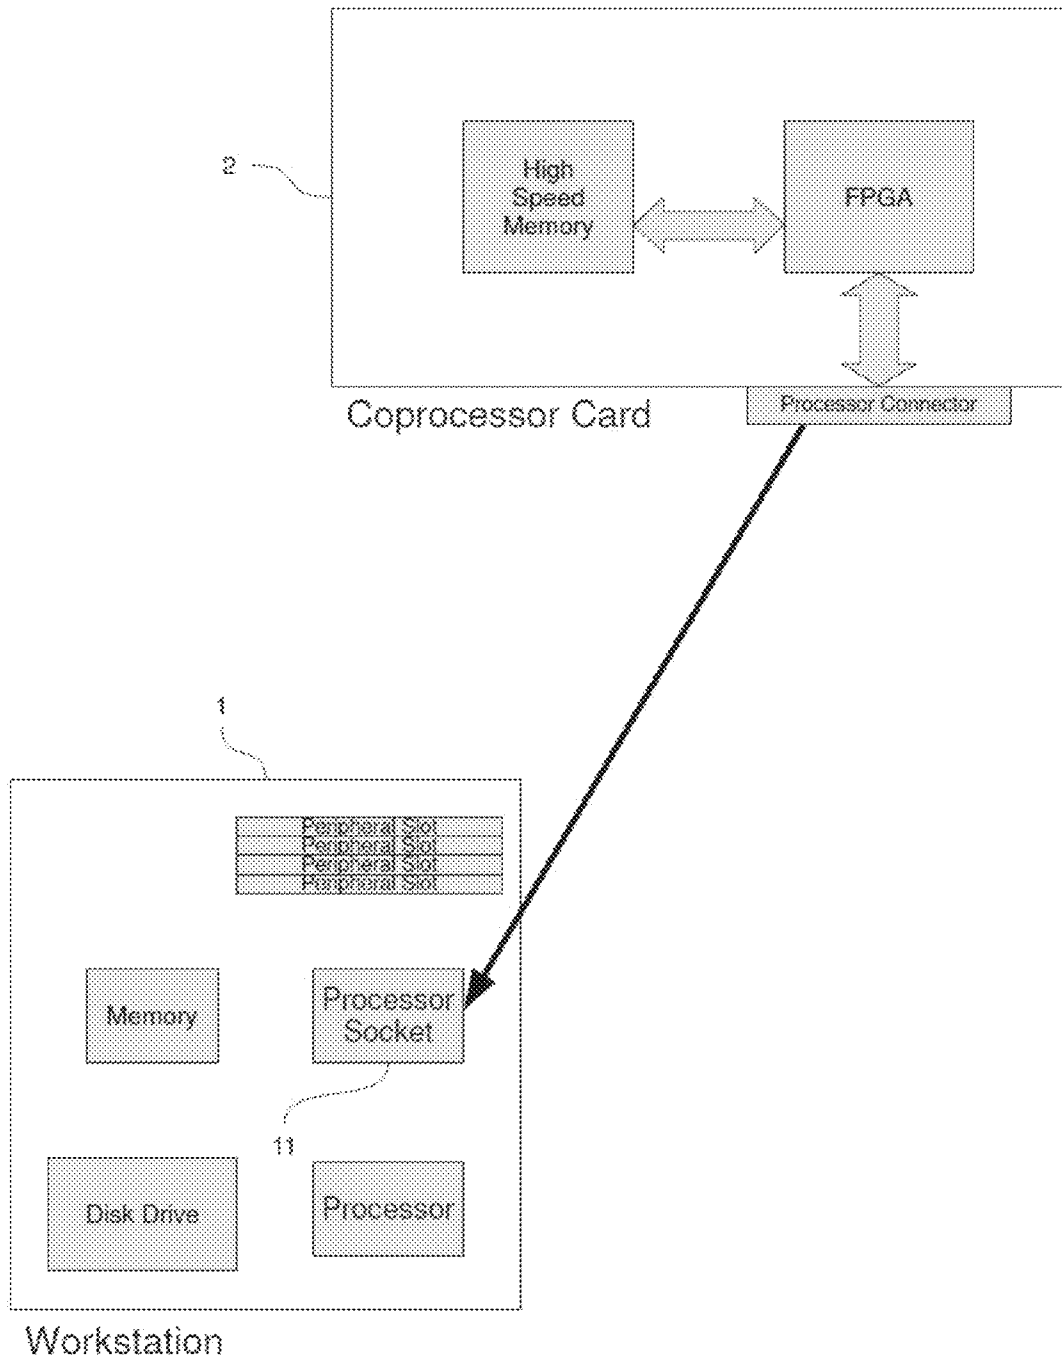 2
High
Speed
Memory
FPGA
Processor Connector
Coprocessor Card
1
Peripheral Slot
Peripheral Slot
Peripheral Slot
Peripheral Slot
Memory
Processor
Socket
11
Disk Drive
Processor
Workstation